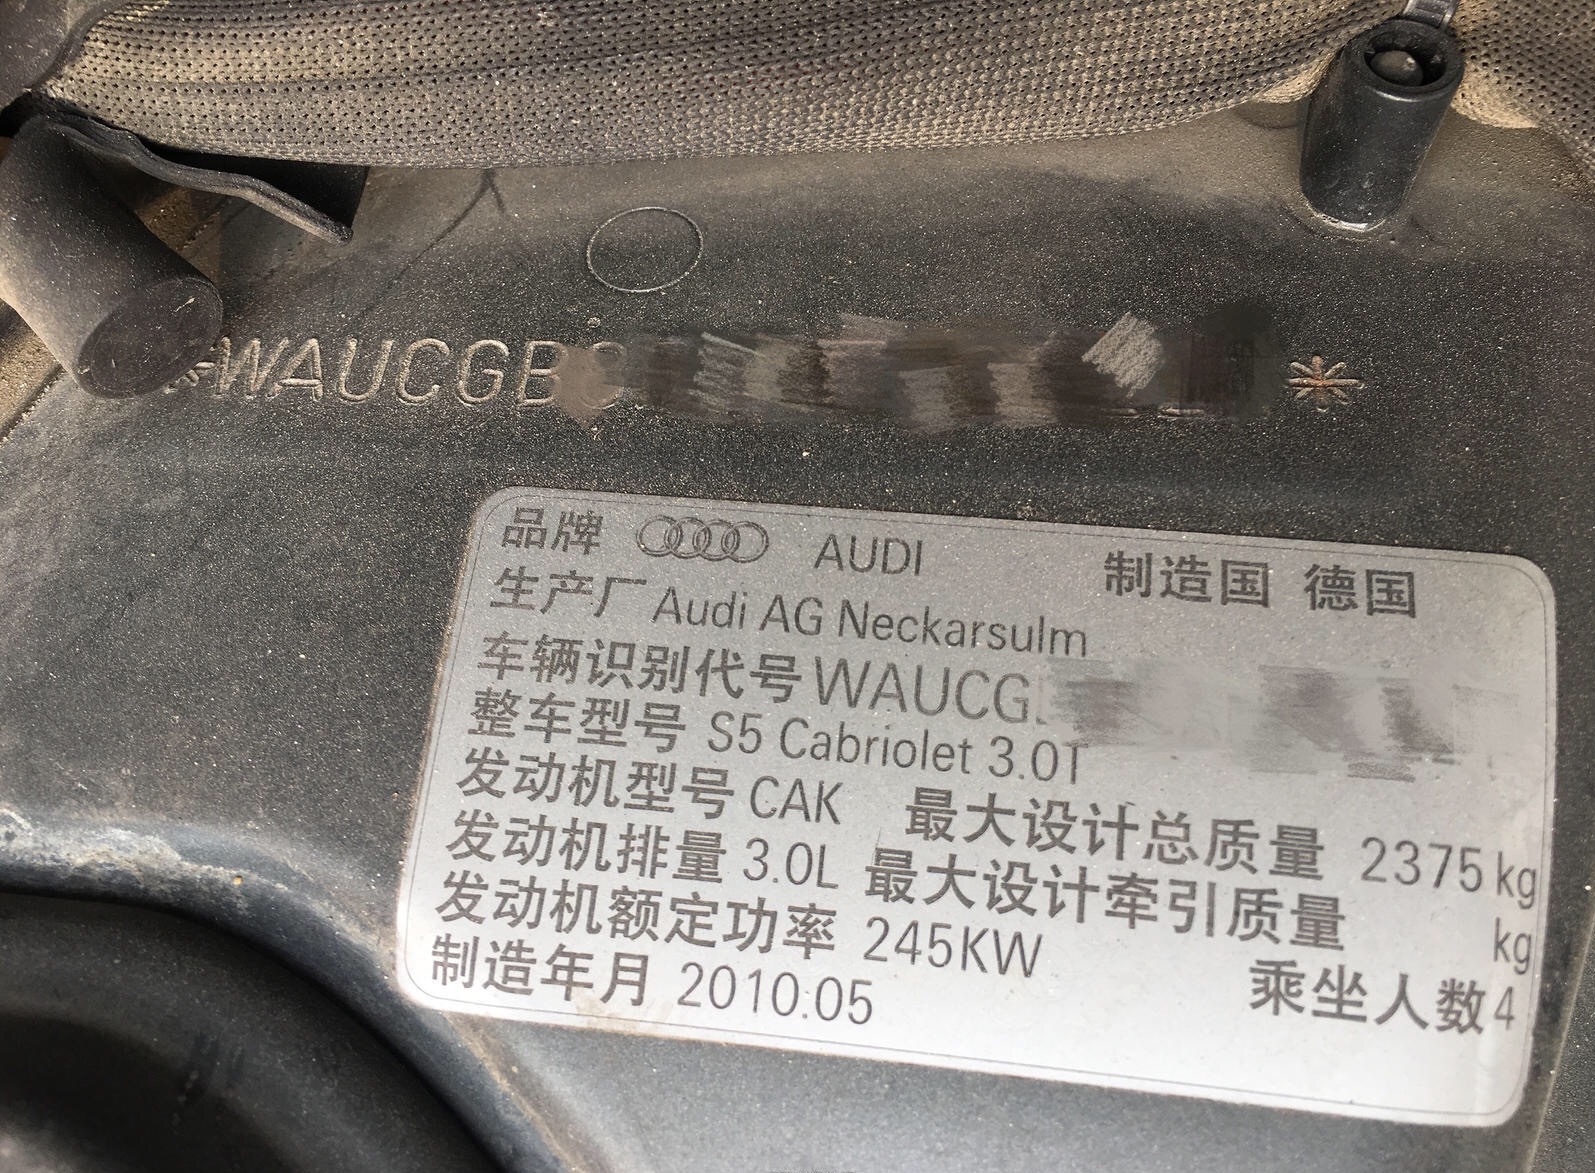 WAUCGB
品牌 AUDI 制造国 德国
生产厂 Audi AG Neckarsulm
车辆识别代号 WAUCG
整车型号 S5 Cabriolet 3.0T
发动机型号 CAK 最大设计总质量 2375 kg
发动机排量 3.0L 最大设计牵引质量 kg
发动机额定功率 245KW 乘坐人数 4
制造年月 2010.05